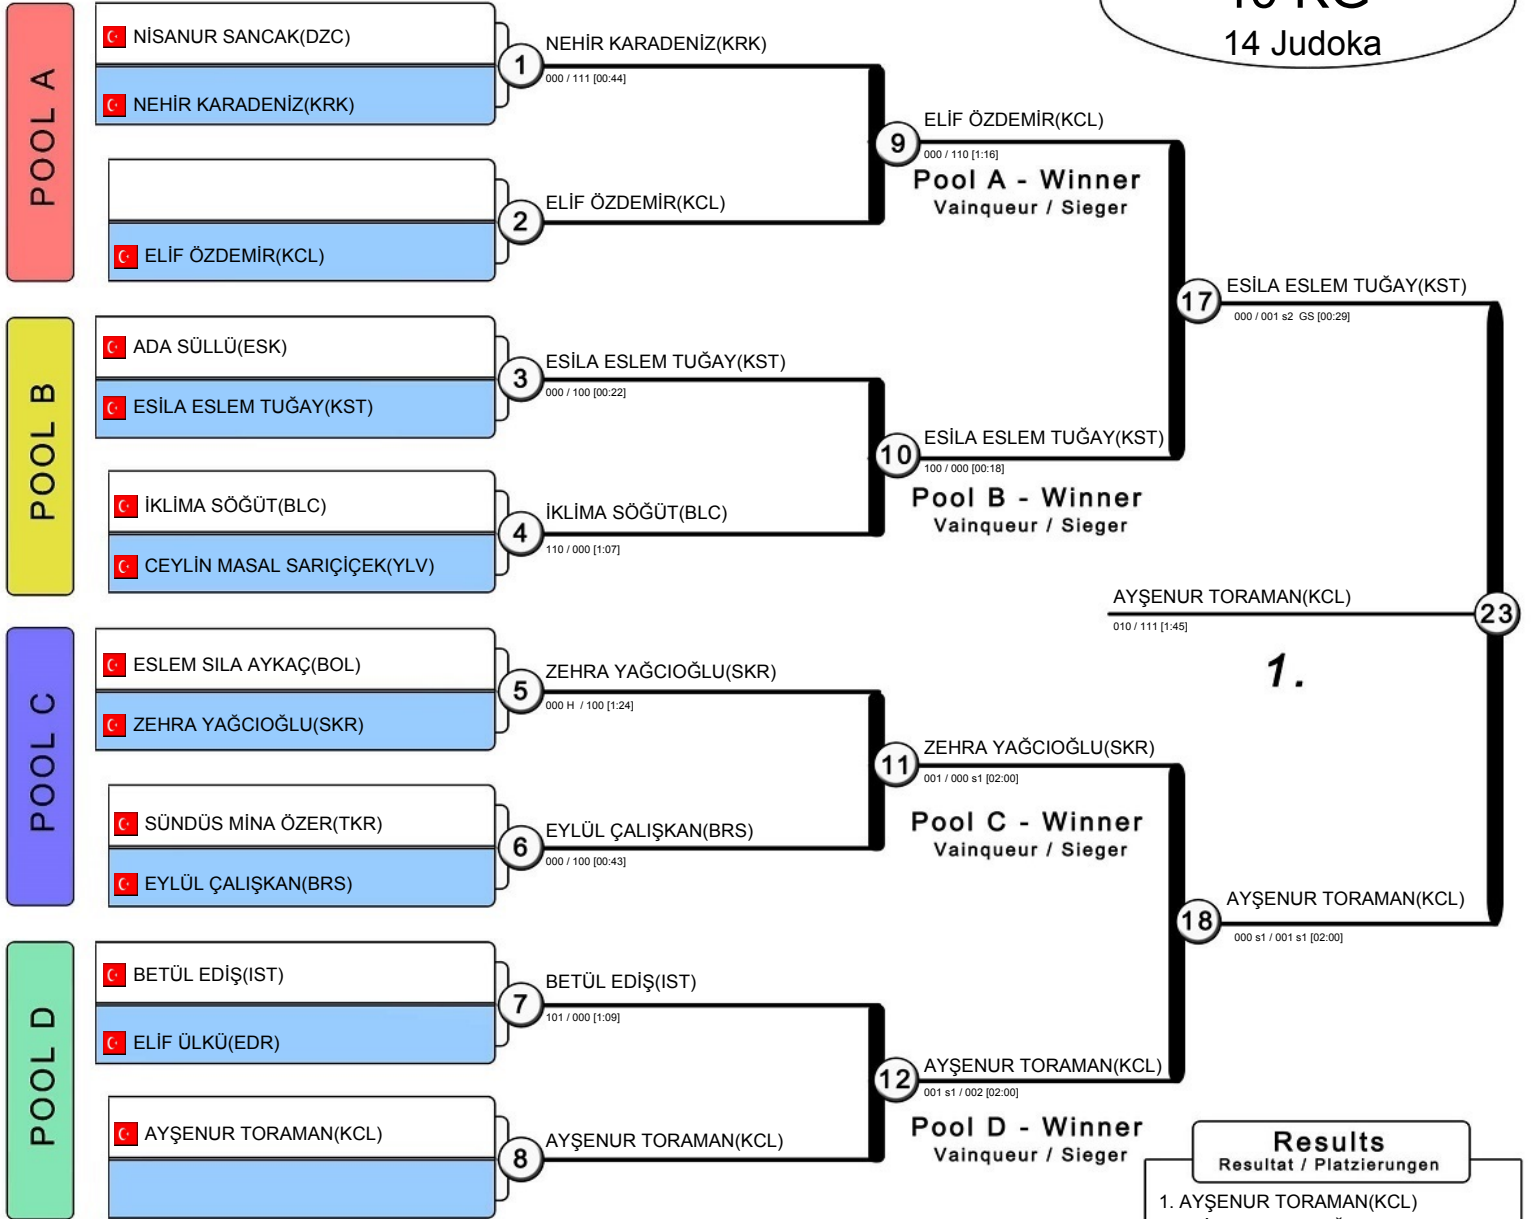 14 Judoka
POOL A
NİSANUR SANCAK(DZC)
NEHİR KARADENİZ(KRK)
1
NEHİR KARADENİZ(KRK)
000 / 111 [00:44]
ELİF ÖZDEMİR(KCL)
2
ELİF ÖZDEMİR(KCL)
9
ELİF ÖZDEMİR(KCL)
000 / 110 [1:16]
Pool A - Winner
Vainqueur / Sieger
POOL B
ADA SÜLLÜ(ESK)
ESİLA ESLEM TUĞAY(KST)
3
ESİLA ESLEM TUĞAY(KST)
000 / 100 [00:22]
İKLİMA SÖĞÜT(BLC)
CEYLİN MASAL SARIÇİÇEK(YLV)
4
İKLİMA SÖĞÜT(BLC)
110 / 000 [1:07]
10
ESİLA ESLEM TUĞAY(KST)
100 / 000 [00:18]
Pool B - Winner
Vainqueur / Sieger
17
ESİLA ESLEM TUĞAY(KST)
000 / 001 s2 GS [00:29]
POOL C
ESLEM SILA AYKAÇ(BOL)
ZEHRA YAĞCIOĞLU(SKR)
5
ZEHRA YAĞCIOĞLU(SKR)
000 H / 100 [1:24]
SÜNDÜS MİNA ÖZER(TKR)
EYLÜL ÇALIŞKAN(BRS)
6
EYLÜL ÇALIŞKAN(BRS)
000 / 100 [00:43]
11
ZEHRA YAĞCIOĞLU(SKR)
001 / 000 s1 [02:00]
Pool C - Winner
Vainqueur / Sieger
POOL D
BETÜL EDİŞ(IST)
ELİF ÜLKÜ(EDR)
7
BETÜL EDİŞ(IST)
101 / 000 [1:09]
AYŞENUR TORAMAN(KCL)
8
AYŞENUR TORAMAN(KCL)
12
AYŞENUR TORAMAN(KCL)
001 s1 / 002 [02:00]
Pool D - Winner
Vainqueur / Sieger
18
AYŞENUR TORAMAN(KCL)
000 s1 / 001 s1 [02:00]
AYŞENUR TORAMAN(KCL)
010 / 111 [1:45]
23
1.
Results
Resultat / Platzierungen
1. AYŞENUR TORAMAN(KCL)